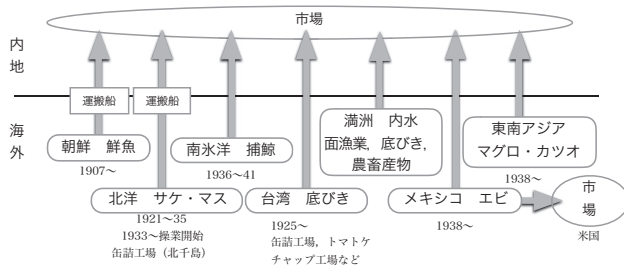 市場
内地
海外
運搬船
運搬船
朝鮮 鮮魚
1907～
北洋 サケ・マス
1921～35
1933～操業開始
缶詰工場（北千島）
南氷洋 捕鯨
1936～41
台湾 底びき
1925～
缶詰工場，トマトケ
チャップ工場など
満洲 内水
面漁業，底びき，
農畜産物
メキシコ エビ
1938～
東南アジア
マグロ・カツオ
1938～
市場
米国